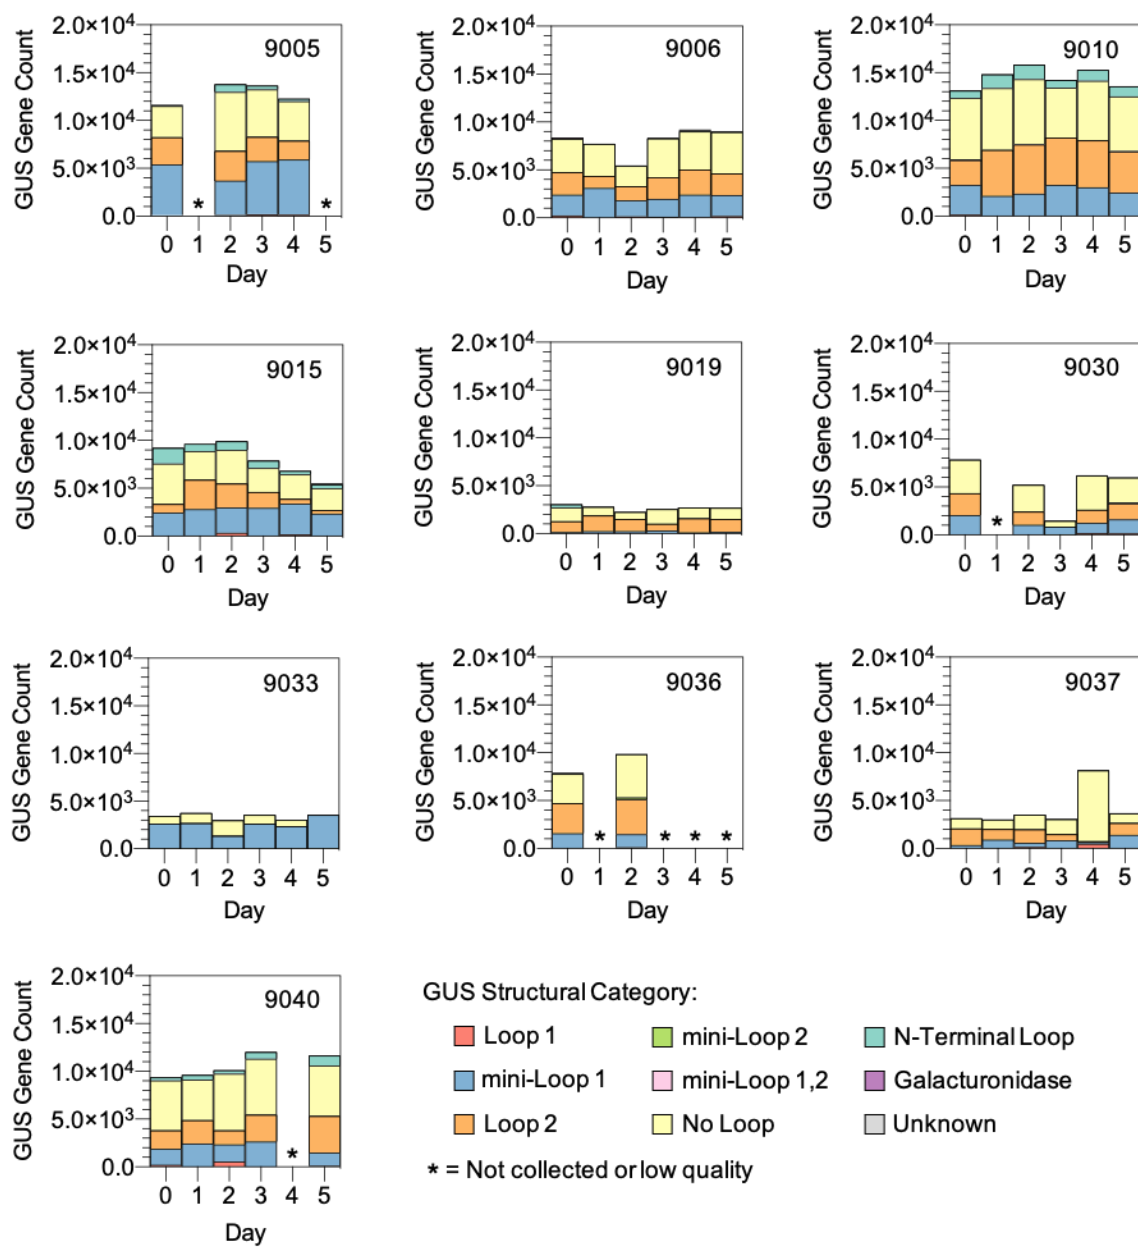 GUS Gene Count
2.0×10⁴
1.5×10⁴
1.0×10⁴
5.0×10³
0.0
9005
* *
0 1 2 3 4 5
Day
GUS Gene Count
2.0×10⁴
1.5×10⁴
1.0×10⁴
5.0×10³
0.0
9006
0 1 2 3 4 5
Day
GUS Gene Count
2.0×10⁴
1.5×10⁴
1.0×10⁴
5.0×10³
0.0
9010
0 1 2 3 4 5
Day
GUS Gene Count
2.0×10⁴
1.5×10⁴
1.0×10⁴
5.0×10³
0.0
9015
0 1 2 3 4 5
Day
GUS Gene Count
2.0×10⁴
1.5×10⁴
1.0×10⁴
5.0×10³
0.0
9019
0 1 2 3 4 5
Day
GUS Gene Count
2.0×10⁴
1.5×10⁴
1.0×10⁴
5.0×10³
0.0
9030
*
0 1 2 3 4 5
Day
GUS Gene Count
2.0×10⁴
1.5×10⁴
1.0×10⁴
5.0×10³
0.0
9033
0 1 2 3 4 5
Day
GUS Gene Count
2.0×10⁴
1.5×10⁴
1.0×10⁴
5.0×10³
0.0
9036
* * * *
0 1 2 3 4 5
Day
GUS Gene Count
2.0×10⁴
1.5×10⁴
1.0×10⁴
5.0×10³
0.0
9037
0 1 2 3 4 5
Day
GUS Gene Count
2.0×10⁴
1.5×10⁴
1.0×10⁴
5.0×10³
0.0
9040
*
0 1 2 3 4 5
Day
GUS Structural Category:
Loop 1
mini-Loop 2
N-Terminal Loop
mini-Loop 1
mini-Loop 1,2
Galacturonidase
Loop 2
No Loop
Unknown
* = Not collected or low quality